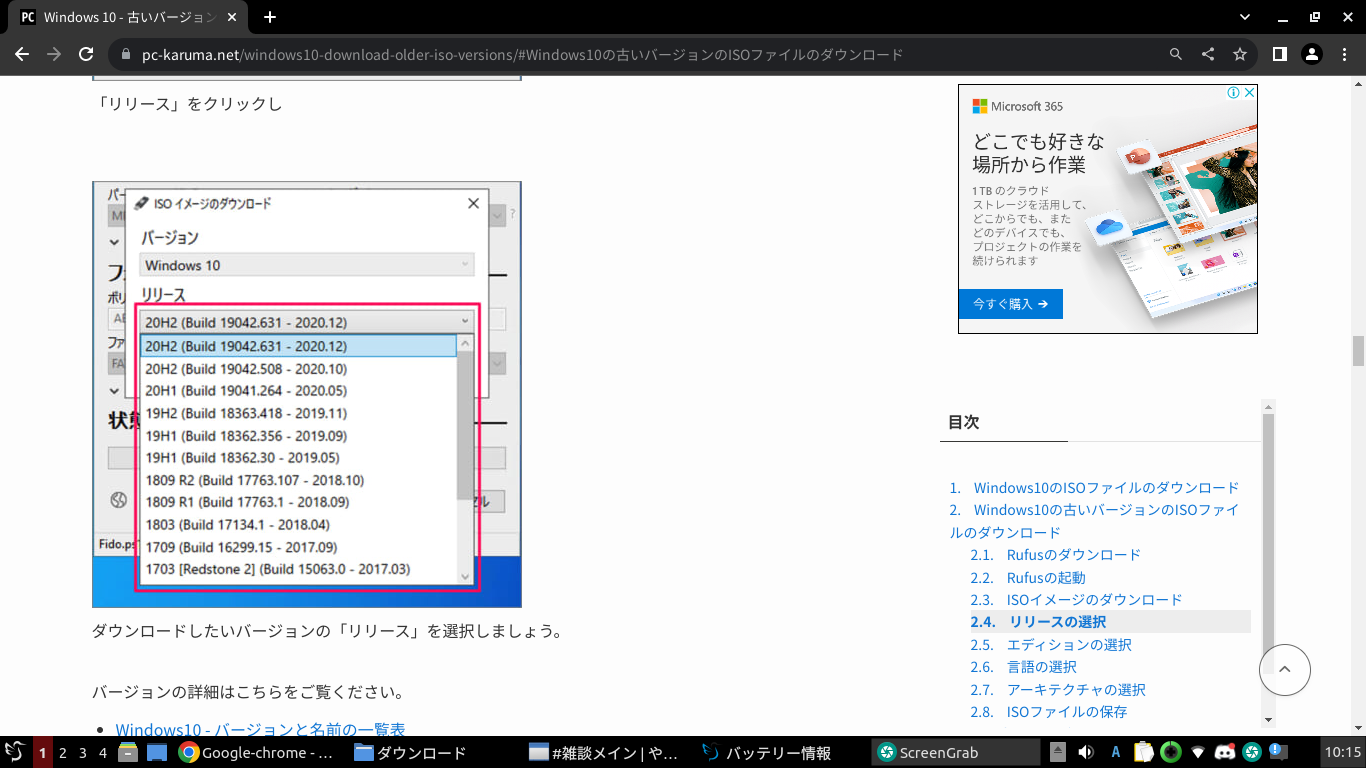 PC Windows 10 - 古いバージョン
pc-karuma.net/windows10-download-older-iso-versions/#Windows10の古いバージョンのISOファイルのダウンロード
「リリース」をクリックし
ISO イメージのダウンロード
バージョン
Windows 10
リリース
20H2 (Build 19042.631 - 2020.12)
20H2 (Build 19042.631 - 2020.12)
20H2 (Build 19042.508 - 2020.10)
20H1 (Build 19041.264 - 2020.05)
19H2 (Build 18363.418 - 2019.11)
19H1 (Build 18362.356 - 2019.09)
19H1 (Build 18362.30 - 2019.05)
1809 R2 (Build 17763.107 - 2018.10)
1809 R1 (Build 17763.1 - 2018.09)
1803 (Build 17134.1 - 2018.04)
1709 (Build 16299.15 - 2017.09)
1703 [Redstone 2] (Build 15063.0 - 2017.03)
?
状態
ル
Fido.ps
ダウンロードしたいバージョンの「リリース」を選択しましょう。
バージョンの詳細はこちらをご覧ください。
• Windows10 - バージョンと名前の一覧表
Microsoft 365
どこでも好きな
場所から作業
1 TB のクラウド
ストレージを活用して、
どこからでも、また
どのデバイスでも、
プロジェクトの作業を
続けられます
今すぐ購入 →
目次
1. Windows10のISOファイルのダウンロード
2. Windows10の古いバージョンのISOファイ
ルのダウンロード
2.1. Rufusのダウンロード
2.2. Rufusの起動
2.3. ISOイメージのダウンロード
2.4. リリースの選択
2.5. エディションの選択
2.6. 言語の選択
2.7. アーキテクチャの選択
2.8. ISOファイルの保存
1 2 3 4 Google-chrome - ... ダウンロード #雑談メイン | や... バッテリー情報 ScreenGrab A 10:15